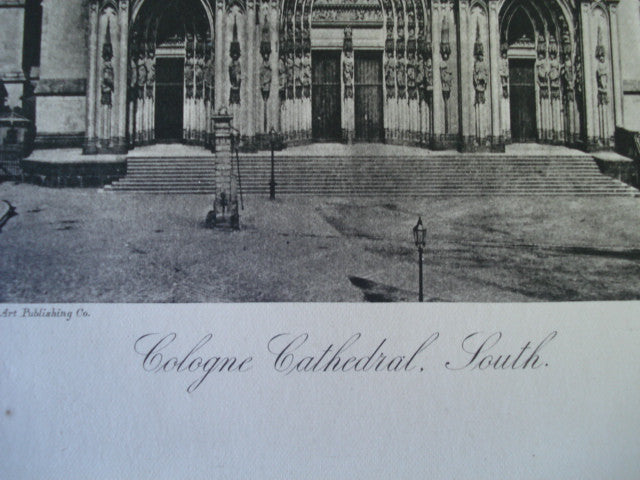 Art Publishing Co.
Cologne Cathedral. South.